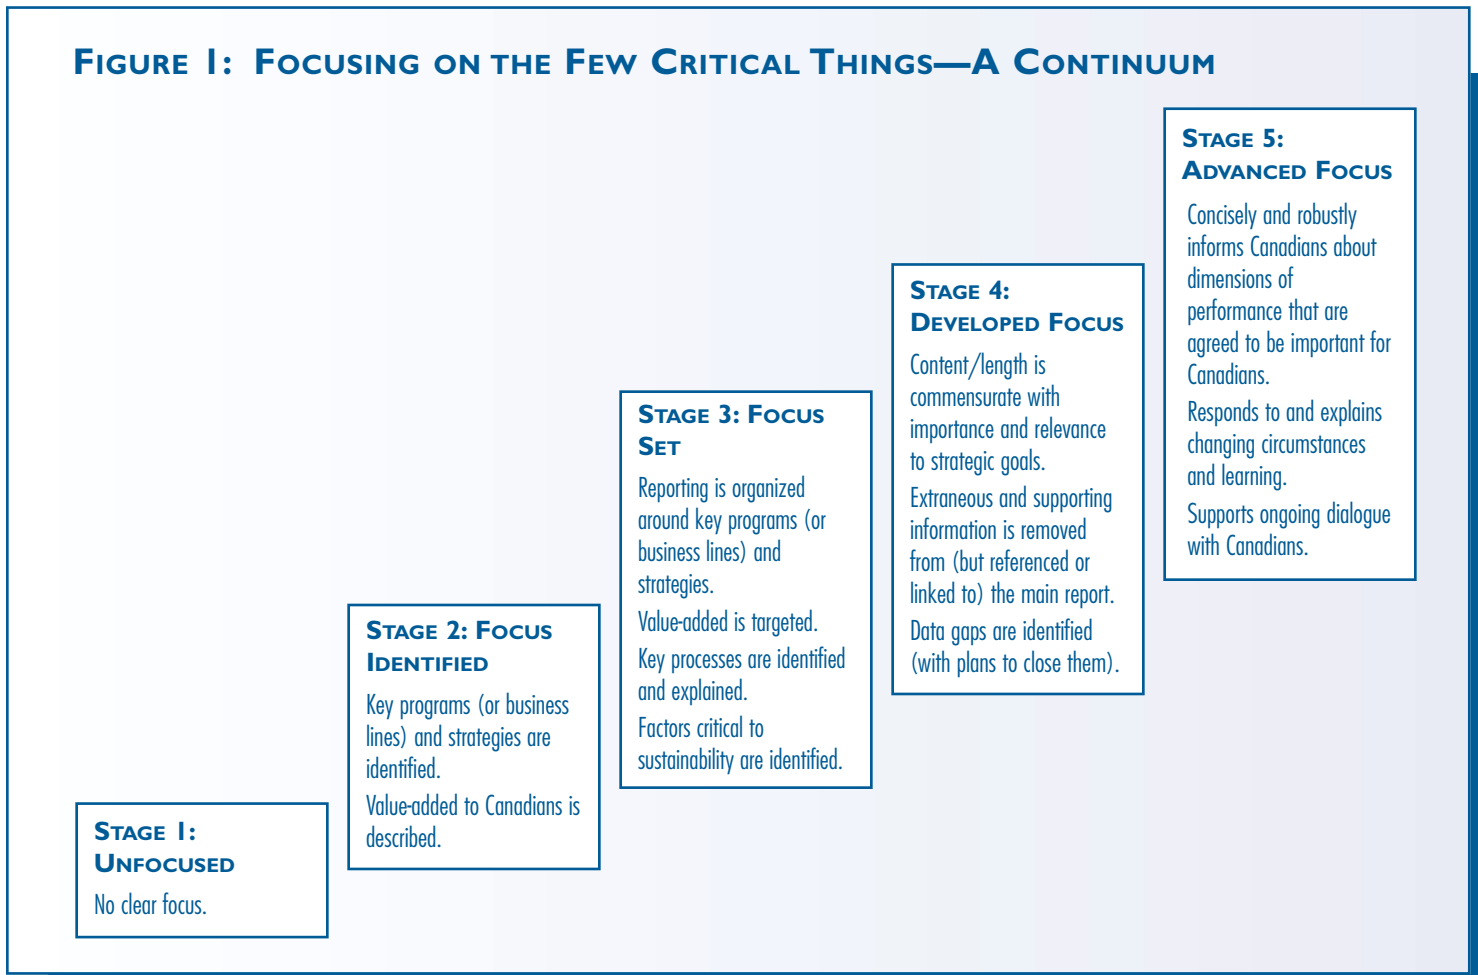 Figure 1: Focusing on the Few Critical Things—A Continuum
Stage 1:
Unfocused
No clear focus.
Stage 2: Focus
Identified
Key programs (or business
lines) and strategies are
identified.
Value-added to Canadians is
described.
Stage 3: Focus
Set
Reporting is organized
around key programs (or
business lines) and
strategies.
Value-added is targeted.
Key processes are identified
and explained.
Factors critical to
sustainability are identified.
Stage 4:
Developed Focus
Content/length is
commensurate with
importance and relevance
to strategic goals.
Extraneous and supporting
information is removed
from (but referenced or
linked to) the main report.
Data gaps are identified
(with plans to close them).
Stage 5:
Advanced Focus
Concisely and robustly
informs Canadians about
dimensions of
performance that are
agreed to be important for
Canadians.
Responds to and explains
changing circumstances
and learning.
Supports ongoing dialogue
with Canadians.